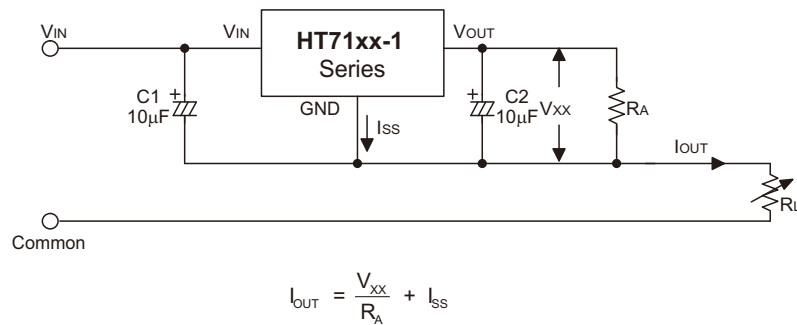 VIN
VIN
HT71xx-1
Series
VOUT
C1
10μF
+
GND
ISS
+
C2
10μF
VXX
RA
IOUT
RL
Common
IOUT = VXX / RA + ISS